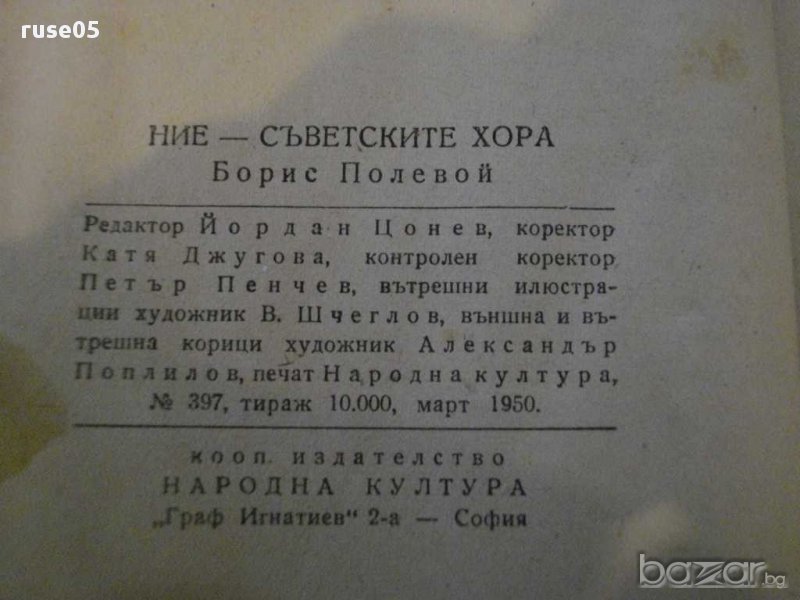 ruse05
НИЕ — СЪВЕТСКИТЕ ХОРА
Борис Полевой
Редактор Йордан Цонев, коректор
Катя Джугова, контролен коректор
Петър Пенчев, вътрешни илюстра-
ции художник В. Шчеглов, външна и въ-
трешна корици художник Александър
Поплилов, печат Народна култура,
№ 397, тираж 10.000, март 1950.
кооп. издателство
НАРОДНА КУЛТУРА
„Граф Игнатиев" 2-а — София
bazar.bg